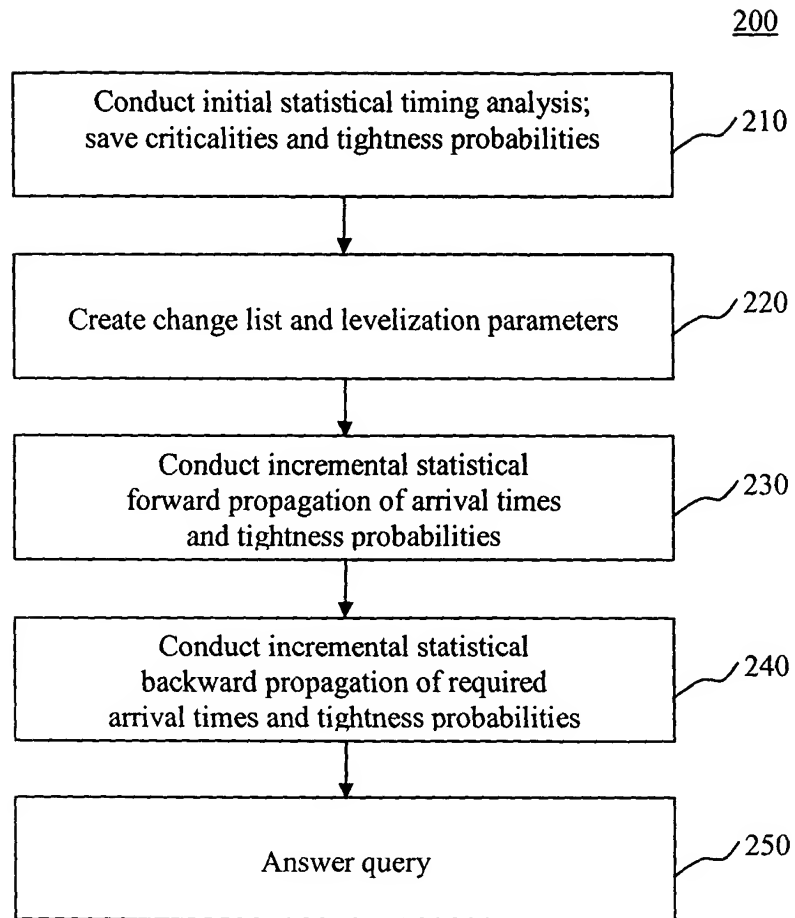 200
Conduct initial statistical timing analysis;
save criticalities and tightness probabilities
210
Create change list and levelization parameters
220
Conduct incremental statistical
forward propagation of arrival times
and tightness probabilities
230
Conduct incremental statistical
backward propagation of required
arrival times and tightness probabilities
240
Answer query
250